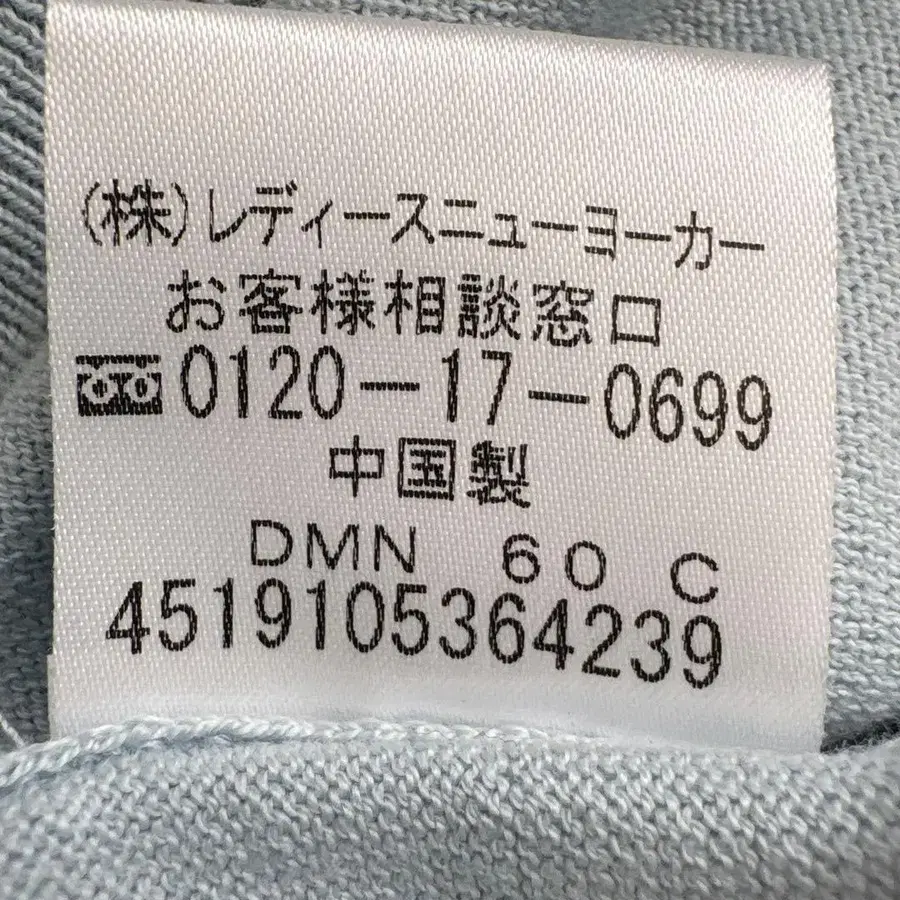 (株)レディースニューヨーカー
お客様相談窓口
0120-17-0699
中国製
DMN 60 C
4519105364239